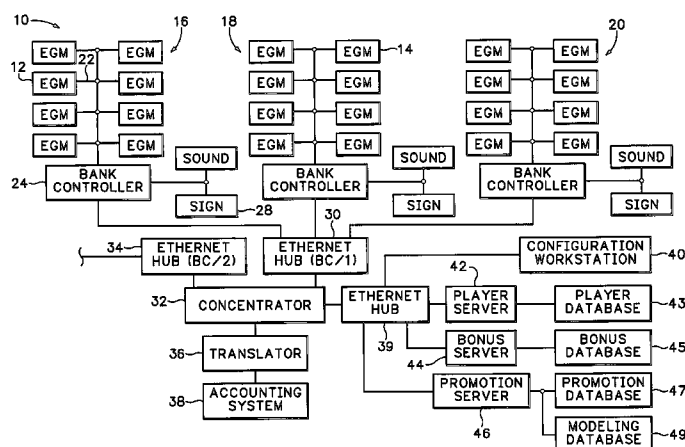 10
16
18
20
EGM EGM EGM EGM EGM EGM
12 22 14
EGM EGM EGM EGM EGM EGM
EGM EGM EGM EGM EGM EGM
EGM EGM EGM EGM EGM EGM
SOUND SOUND SOUND
24
BANK CONTROLLER
BANK CONTROLLER
BANK CONTROLLER
SIGN SIGN SIGN
28
30
34
ETHERNET HUB (BC/2)
ETHERNET HUB (BC/1)
CONFIGURATION WORKSTATION
40
42
32
CONCENTRATOR
ETHERNET HUB
39
PLAYER SERVER
PLAYER DATABASE
43
36
TRANSLATOR
44
BONUS SERVER
BONUS DATABASE
45
38
ACCOUNTING SYSTEM
PROMOTION SERVER
46
PROMOTION DATABASE
47
MODELING DATABASE
49